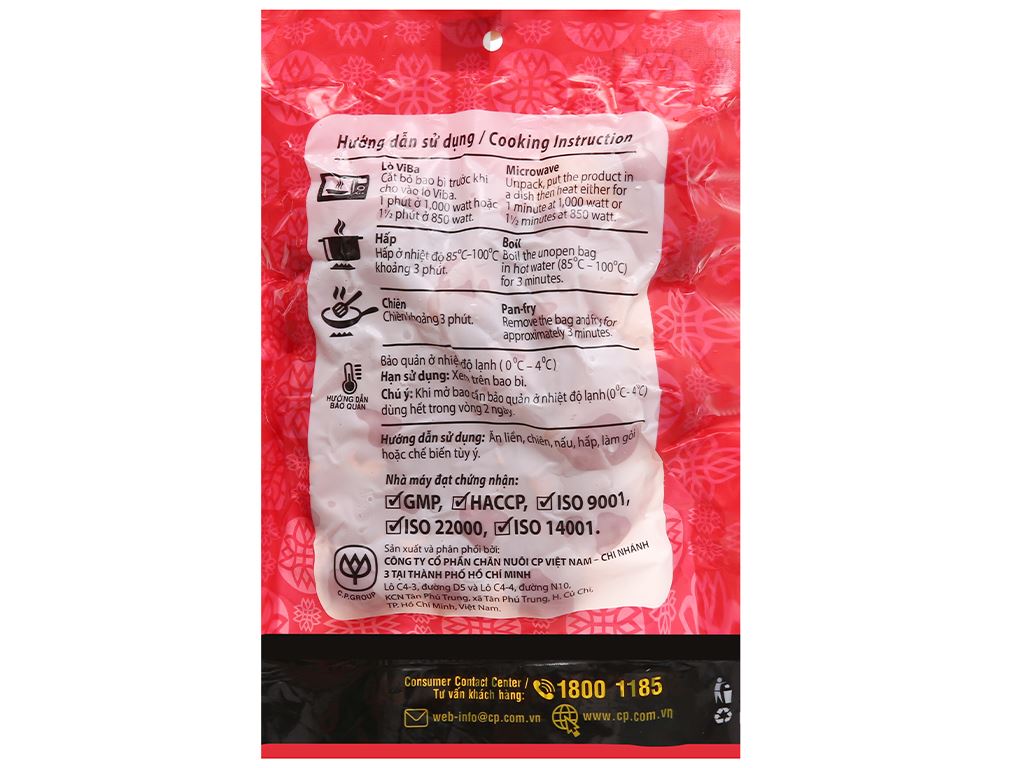 Hướng dẫn sử dụng / Cooking Instruction
Lò ViBa
Cắt bỏ bao bì trước khi
cho vào lò Viba.
1 phút ở 1,000 watt hoặc
1½ phút ở 850 watt.
Microwave
Unpack, put the product in
a dish then heat either for
1 minute at 1,000 watt or
1½ minutes at 850 watt.
Hấp
Hấp ở nhiệt độ 85°C-100°C
khoảng 3 phút.
Boil
Boil the unopen bag
in hot water (85°C – 100°C)
for 3 minutes.
Chiên
Chiên khoảng 3 phút.
Pan-fry
Remove the bag and fry for
approximately 3 minutes.
HƯỚNG DẪN
BẢO QUẢN
Bảo quản ở nhiệt độ lạnh ( 0°C – 4°C)
Hạn sử dụng: Xem trên bao bì.
Chú ý: Khi mở bao cần bảo quản ở nhiệt độ lạnh (0°C- 4°C)
dùng hết trong vòng 2 ngày.
Hướng dẫn sử dụng: Ăn liền, chiên, nấu, hấp, làm gỏi
hoặc chế biến tùy ý.
Nhà máy đạt chứng nhận:
GMP, HACCP, ISO 9001,
ISO 22000, ISO 14001.
C.P.GROUP
Sản xuất và phân phối bởi:
CÔNG TY CỔ PHẦN CHĂN NUÔI CP VIỆT NAM – CHI NHÁNH
3 TẠI THÀNH PHỐ HỒ CHÍ MINH
Lô C4-3, đường D5 và Lô C4-4, đường N10,
KCN Tân Phú Trung, xã Tân Phú Trung, H. Củ Chi,
TP. Hồ Chí Minh, Việt Nam.
Consumer Contact Center /
Tư vấn khách hàng:
1800 1185
web-info@cp.com.vn
www.cp.com.vn